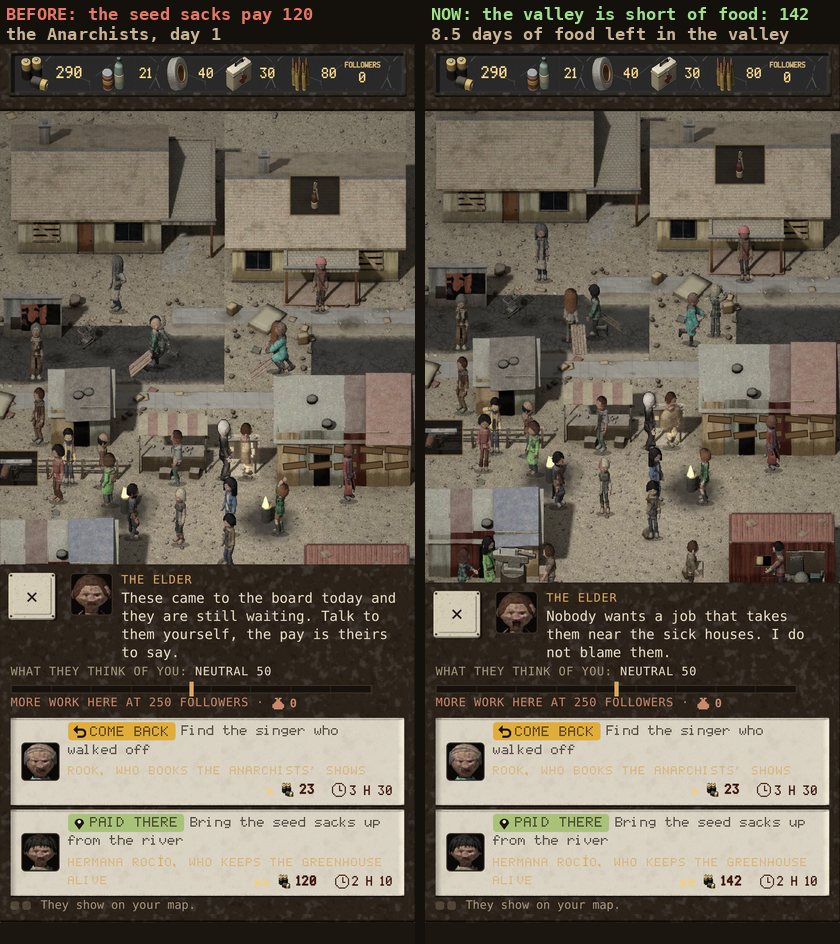 BEFORE: the seed sacks pay 120
the Anarchists, day 1
290 21 40 30 80 FOLLOWERS 0
THE ELDER
These came to the board today and
they are still waiting. Talk to
them yourself, the pay is theirs
to say.
WHAT THEY THINK OF YOU: NEUTRAL 50
MORE WORK HERE AT 250 FOLLOWERS · 0
COME BACK Find the singer who
walked off
ROOK, WHO BOOKS THE ANARCHISTS' SHOWS
23 3 H 30
PAID THERE Bring the seed sacks up
from the river
HERMANA ROCÍO, WHO KEEPS THE GREENHOUSE
ALIVE
120 2 H 10
They show on your map.
NOW: the valley is short of food: 142
8.5 days of food left in the valley
290 21 40 30 80 FOLLOWERS 0
THE ELDER
Nobody wants a job that takes
them near the sick houses. I do
not blame them.
WHAT THEY THINK OF YOU: NEUTRAL 50
MORE WORK HERE AT 250 FOLLOWERS · 0
COME BACK Find the singer who
walked off
ROOK, WHO BOOKS THE ANARCHISTS' SHOWS
23 3 H 30
PAID THERE Bring the seed sacks up
from the river
HERMANA ROCÍO, WHO KEEPS THE GREENHOUSE
ALIVE
142 2 H 10
They show on your map.